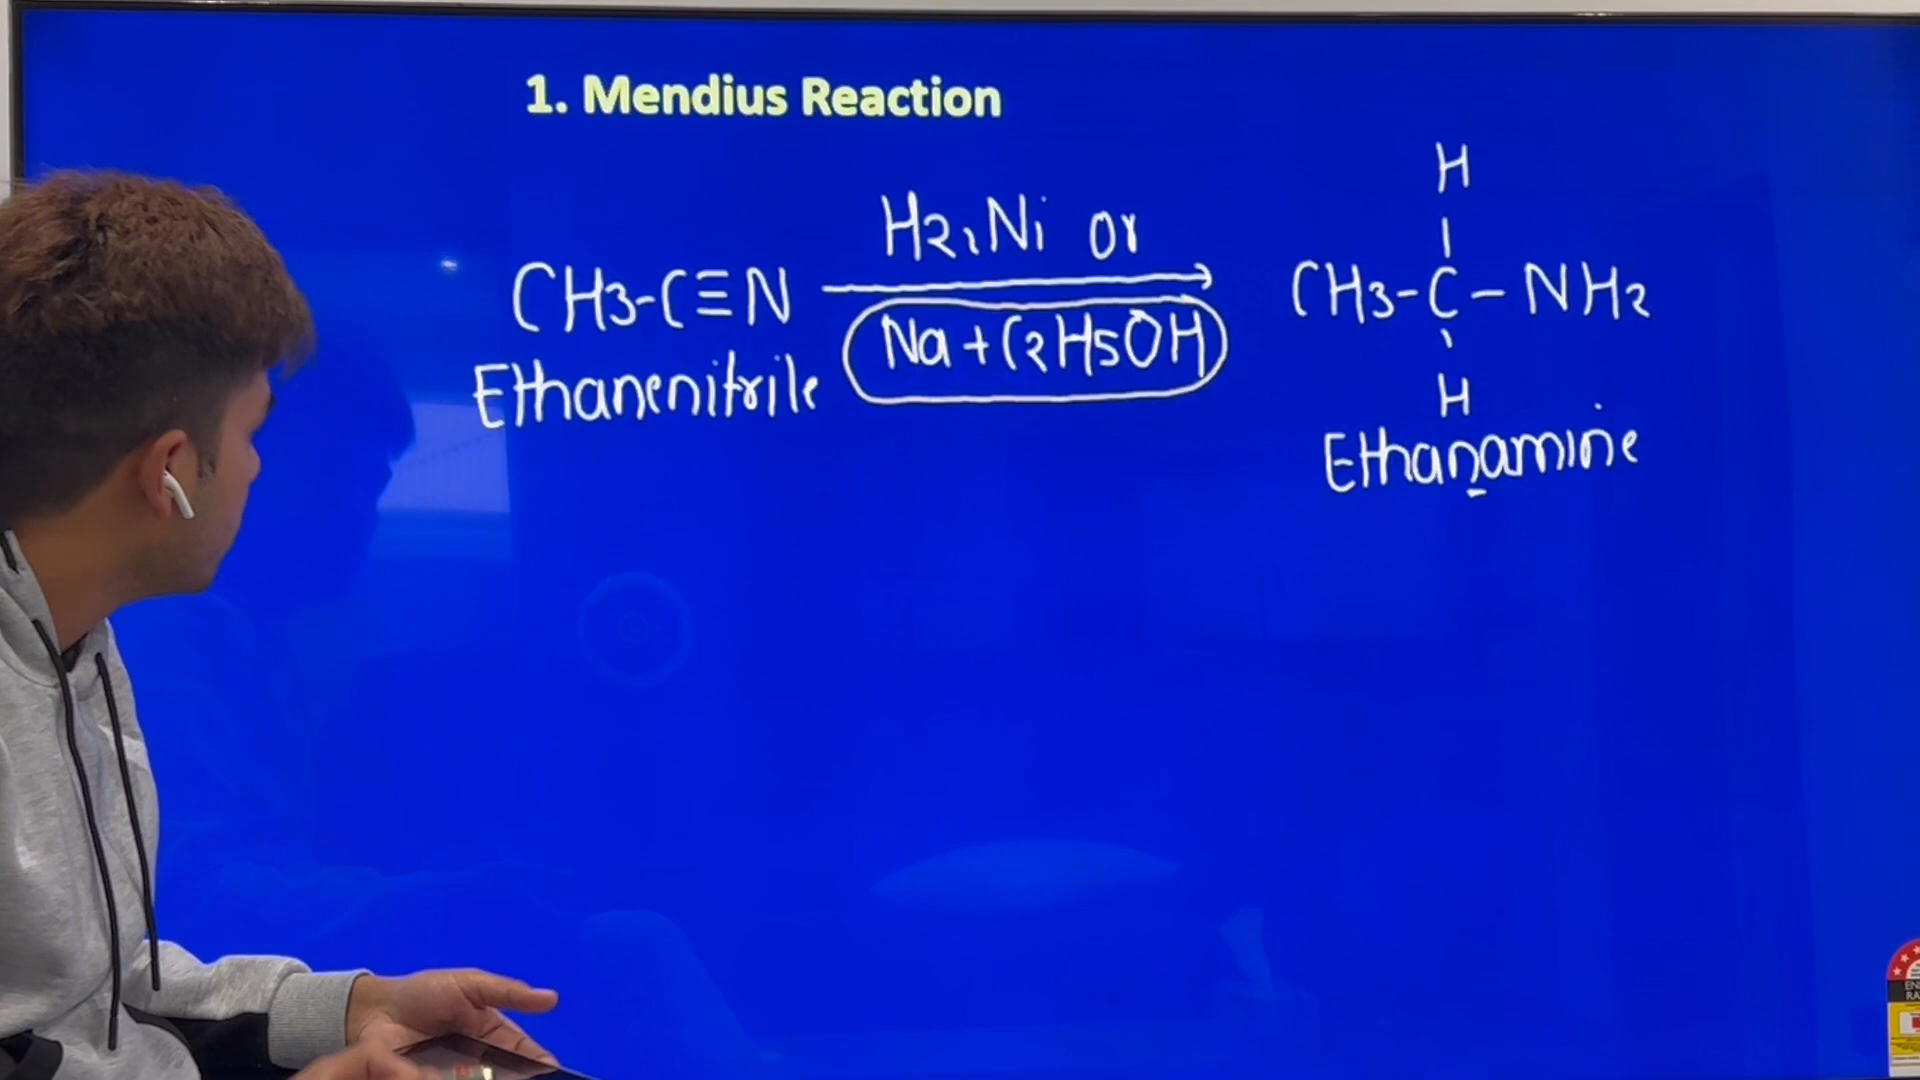 1. Mendius Reaction
H
H2, Ni or
CH3-C≡N
CH3-C-NH2
Na+C2H5OH
H
Ethanenitrile
Ethanamine